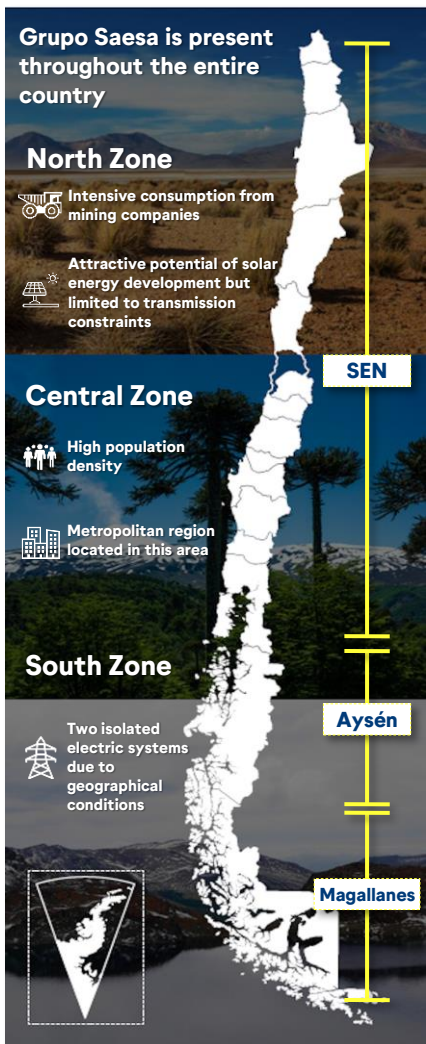 Grupo Saesa is present
throughout the entire
country
North Zone
Intensive consumption from
mining companies
Attractive potential of solar
energy development but
limited to transmission
constraints
SEN
Central Zone
High population
density
Metropolitan region
located in this area
South Zone
Aysén
Two isolated
electric systems
due to
geographical
conditions
Magallanes